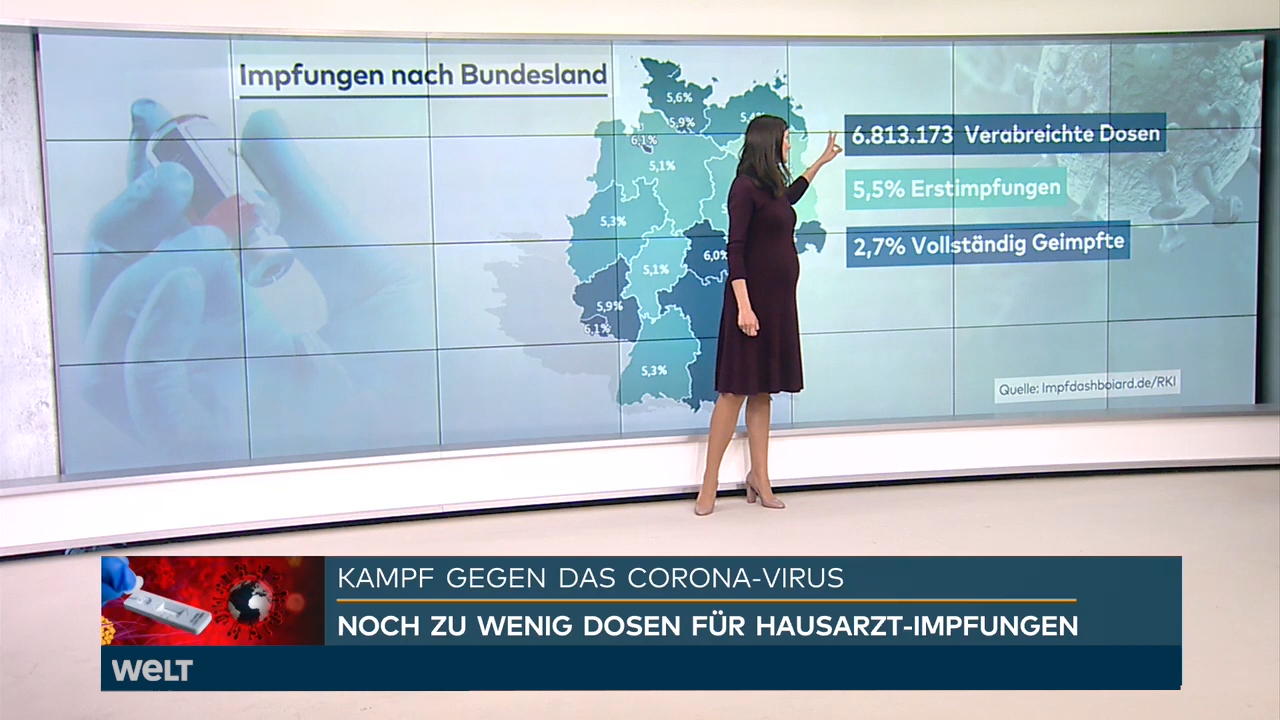 Impfungen nach Bundesland
5,6%
5,9%
6,1%
5,1%
5,3%
6,0%
5,1%
5,9%
6,1%
5,3%
6.813.173 Verabreichte Dosen
5,5% Erstimpfungen
2,7% Vollständig Geimpfte
Quelle: Impfdashboiard.de/RKI
KAMPF GEGEN DAS CORONA-VIRUS
NOCH ZU WENIG DOSEN FÜR HAUSARZT-IMPFUNGEN
WELT